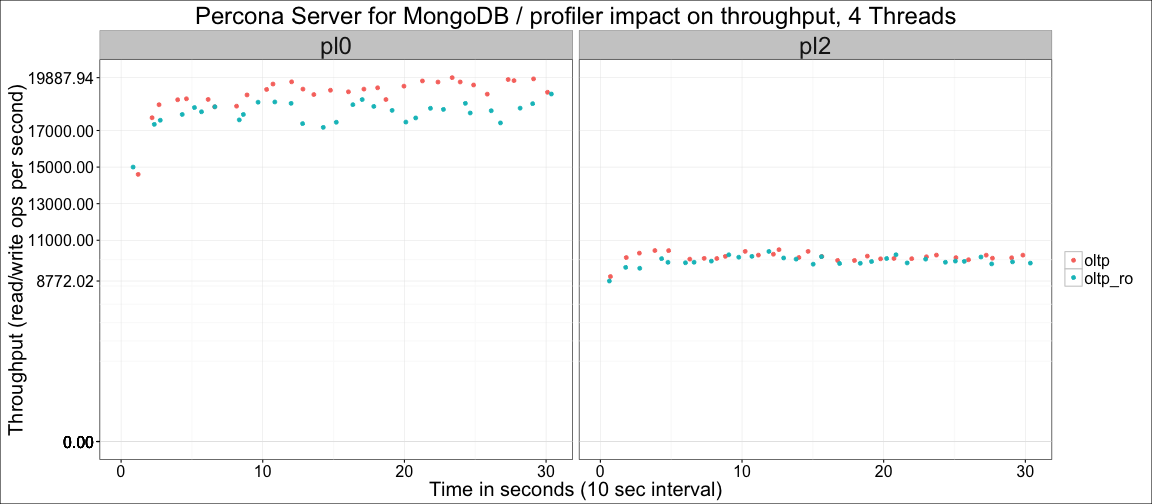 Percona Server for MongoDB / profiler impact on throughput, 4 Threads
pl0
pl2
Throughput (read/write ops per second)
19887.94
17000.00
15000.00
13000.00
11000.00
8772.02
0.00
0 10 20 30
0 10 20 30
Time in seconds (10 sec interval)
oltp
oltp_ro